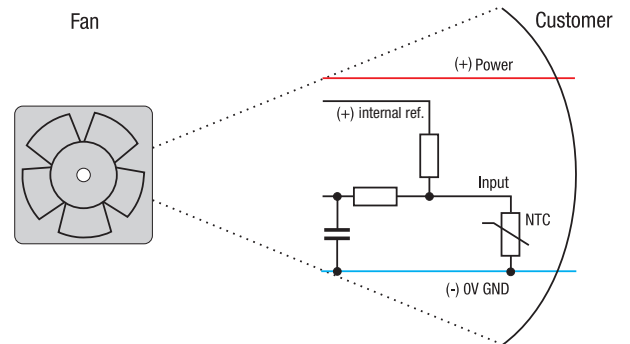 Fan
Customer
(+) Power
(+) internal ref.
Input
NTC
(-) 0V GND